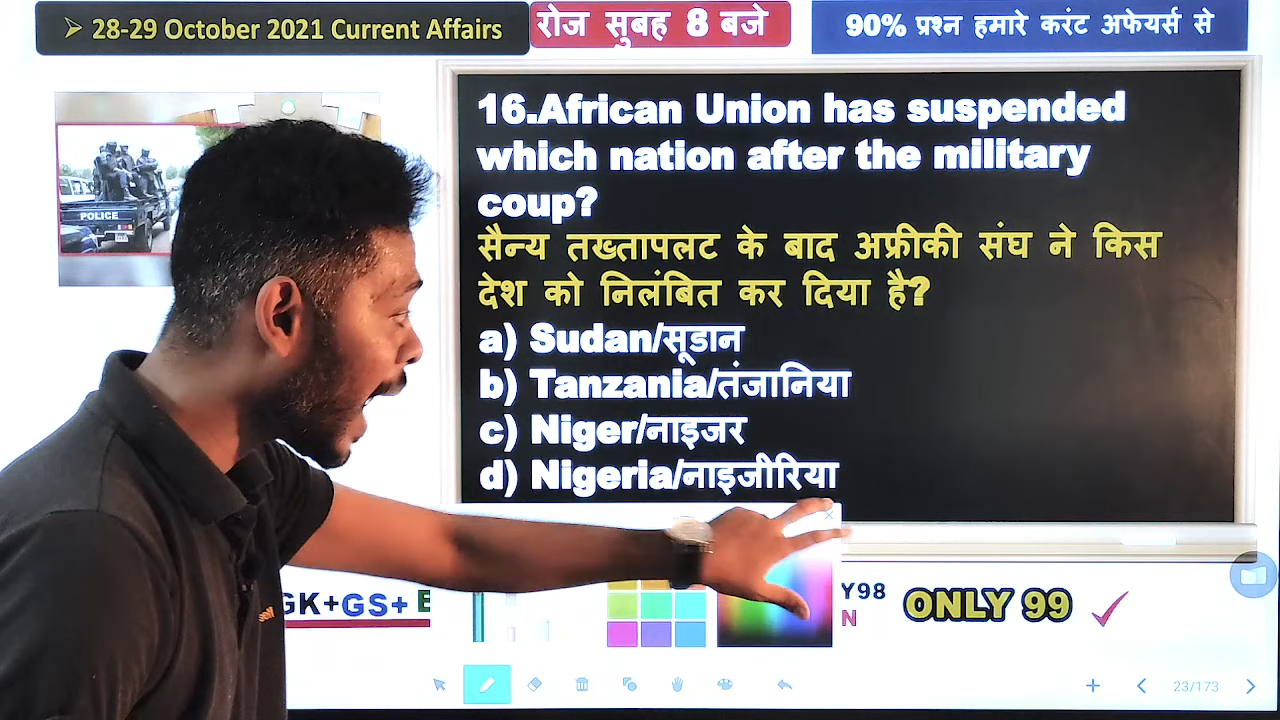 ➢ 28-29 October 2021 Current Affairs
रोज सुबह 8 बजे
90% प्रश्न हमारे करंट अफेयर्स से
16.African Union has suspended
which nation after the military
coup?
सैन्य तख्तापलट के बाद अफ्रीकी संघ ने किस
देश को निलंबित कर दिया है?
a) Sudan/सूडान
b) Tanzania/तंजानिया
c) Niger/नाइजर
d) Nigeria/नाइजीरिया
POLICE
GK+GS+ E
Y98
N
ONLY 99
23/173